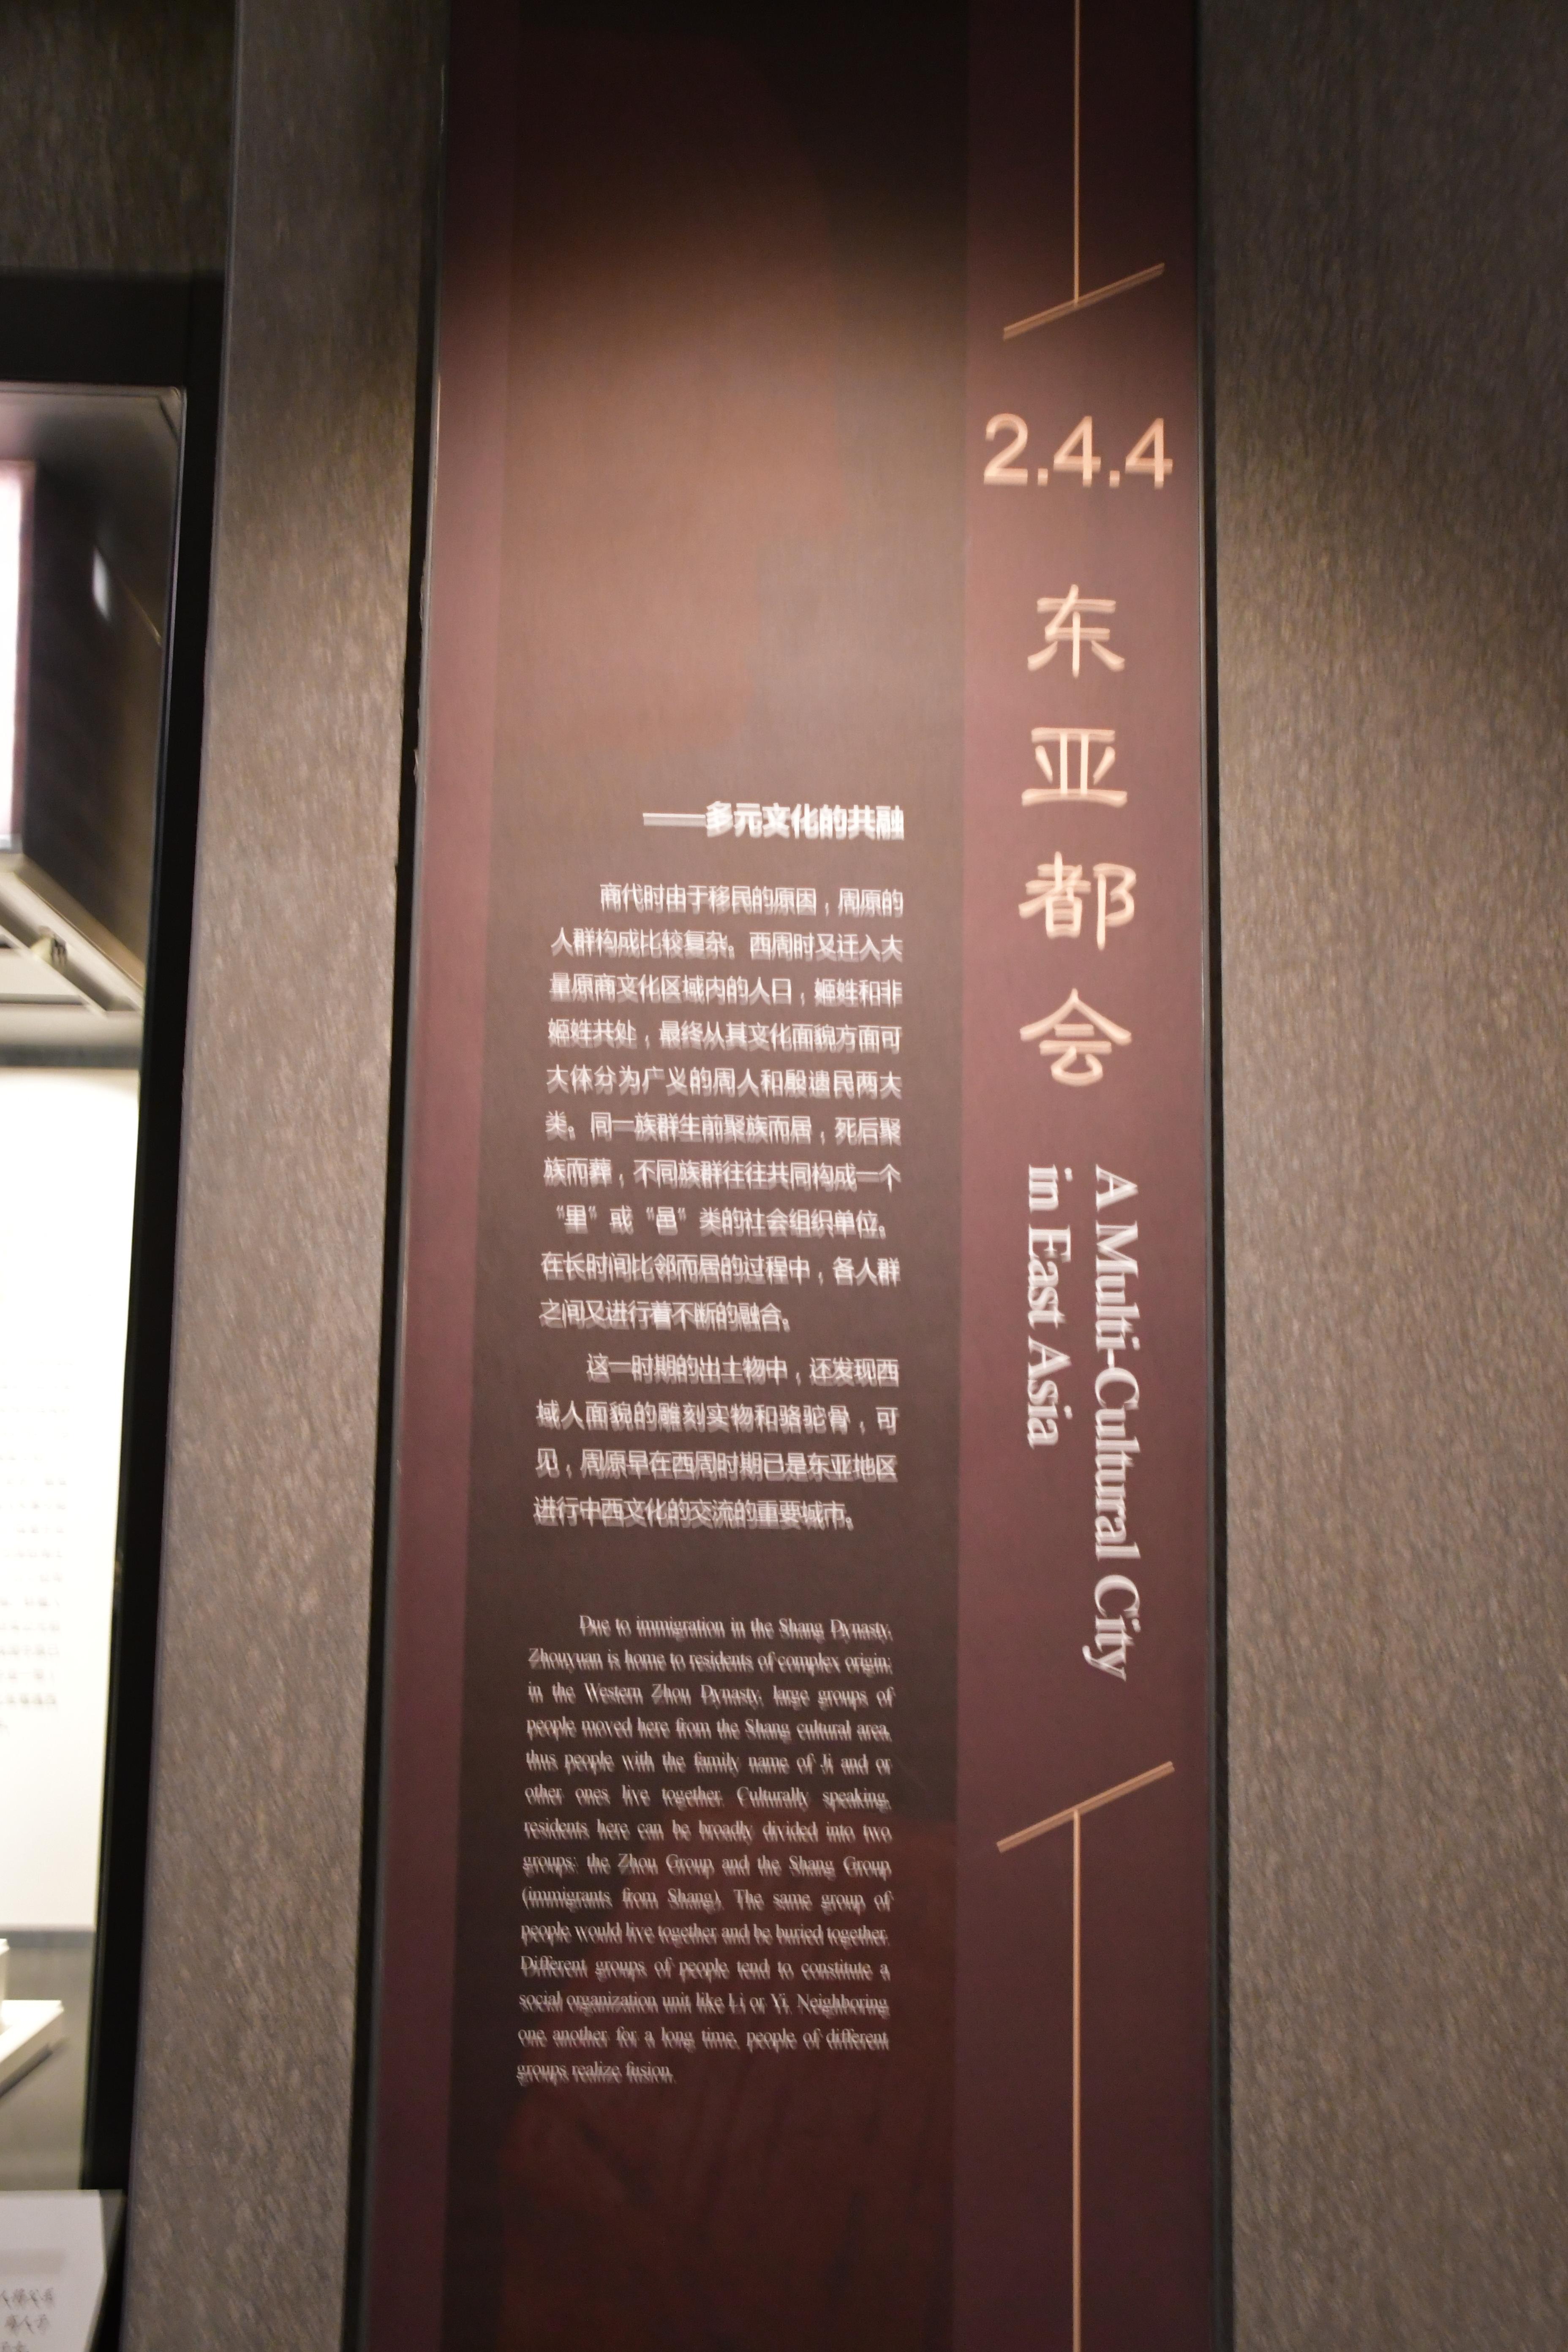 2.4.4
东亚都会
A Multi-Cultural City
in East Asia
——多元文化的共融
商代时由于移民的原因，周原的
人群构成比较复杂。西周时又迁入大
量原商文化区域内的人口，姬姓和非
姬姓共处，最终从其文化面貌方面可
大体分为广义的周人和殷遗民两大
类。同一族群生前聚族而居，死后聚
族而葬，不同族群往往共同构成一个
“里”或“邑”类的社会组织单位。
在长时间比邻而居的过程中，各人群
之间又进行着不断的融合。
这一时期的出土物中，还发现西
域人面貌的雕刻实物和骆驼骨，可
见，周原早在西周时期已是东亚地区
进行中西文化的交流的重要城市。
Due to immigration in the Shang Dynasty,
Zhouyuan is home to residents of complex origin;
in the Western Zhou Dynasty, large groups of
people moved here from the Shang cultural area,
thus people with the family name of Ji and or
other ones live together. Culturally speaking,
residents here can be broadly divided into two
groups: the Zhou Group and the Shang Group
(immigrants from Shang). The same group of
people would live together and be buried together.
Different groups of people tend to constitute a
social organization unit like Li or Yi. Neighboring
one another for a long time, people of different
groups realize fusion.